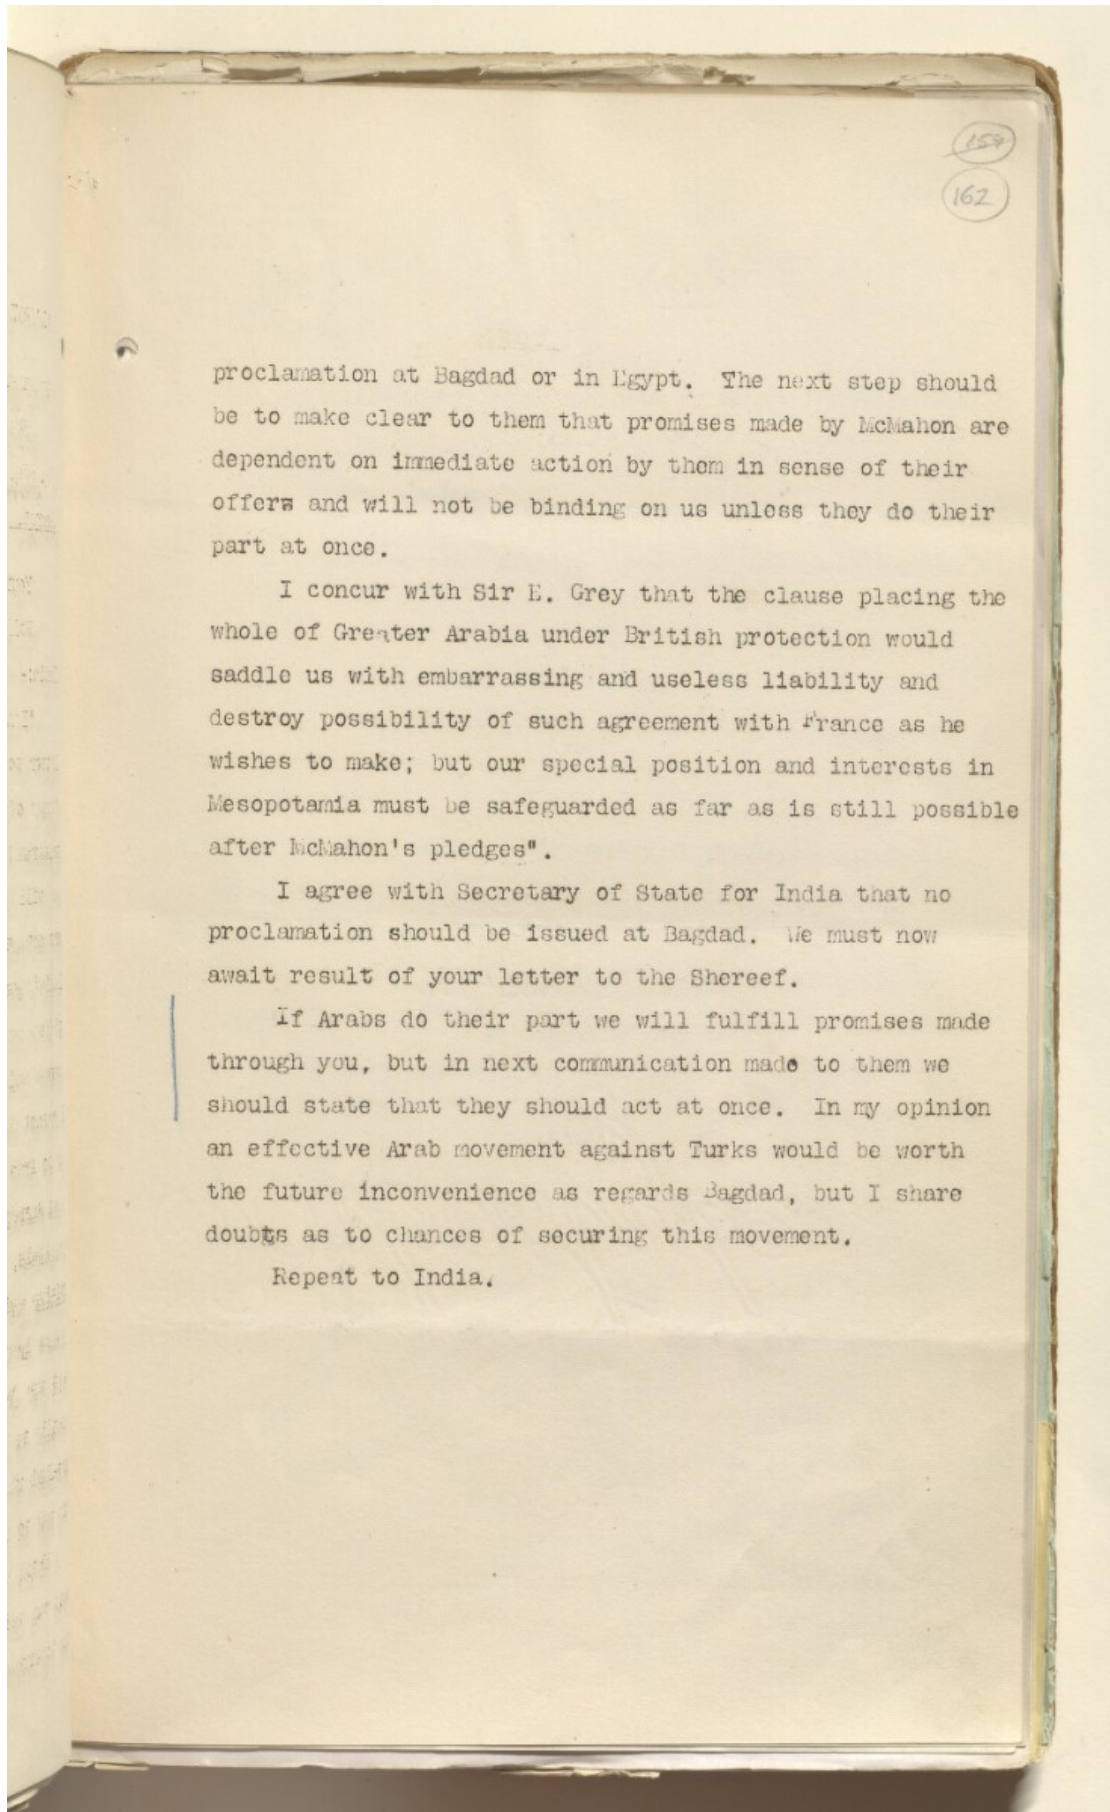 162
proclamation at Bagdad or in Egypt. The next step should
be to make clear to them that promises made by McMahon are
dependent on immediate action by them in sense of their
offers and will not be binding on us unless they do their
part at once.
I concur with Sir E. Grey that the clause placing the
whole of Greater Arabia under British protection would
saddle us with embarrassing and useless liability and
destroy possibility of such agreement with France as he
wishes to make; but our special position and interests in
Mesopotamia must be safeguarded as far as is still possible
after McMahon's pledges".
I agree with Secretary of State for India that no
proclamation should be issued at Bagdad. We must now
await result of your letter to the Shereef.
If Arabs do their part we will fulfill promises made
through you, but in next communication made to them we
should state that they should act at once. In my opinion
an effective Arab movement against Turks would be worth
the future inconvenience as regards Bagdad, but I share
doubts as to chances of securing this movement.
Repeat to India.